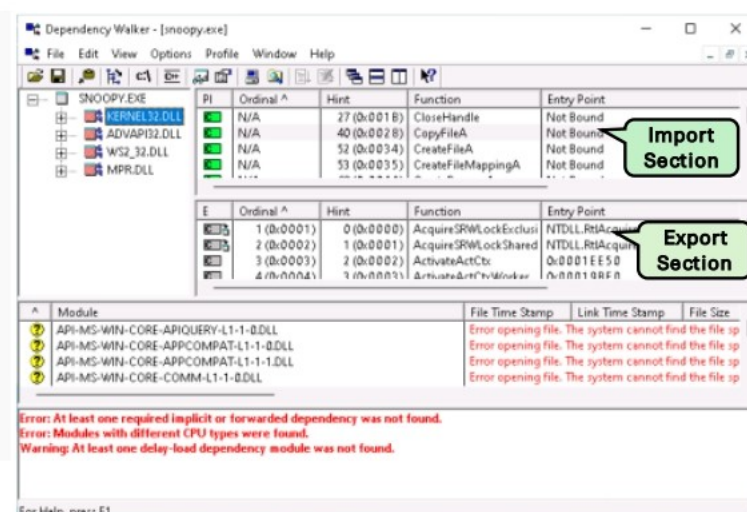 Dependency Walker - [snoopy.exe]
File Edit View Options Profile Window Help
SNOOPY.EXE
KERNEL32.DLL
ADVAPI32.DLL
WS2_32.DLL
MPR.DLL
PI Ordinal ^ Hint Function Entry Point
N/A 27 (0x001B) CloseHandle Not Bound
N/A 40 (0x0028) CopyFileA Not Bound
N/A 52 (0x0034) CreateFileA Not Bound
N/A 53 (0x0035) CreateFileMappingA Not Bound
Import
Section
E Ordinal ^ Hint Function Entry Point
1 (0x0001) 0 (0x0000) AcquireSRWLockExclusi NTDLL.RtlAcqui
2 (0x0002) 1 (0x0001) AcquireSRWLockShared NTDLL.RtlAcqui
3 (0x0003) 2 (0x0002) ActivateActCtx 0x0001EE50
4 (0x0004) 3 (0x0003) ActivateActCtxWorker 0x00019BF0
Export
Section
^ Module File Time Stamp Link Time Stamp File Size
API-MS-WIN-CORE-APIQUERY-L1-1-0.DLL Error opening file. The system cannot find the file sp
API-MS-WIN-CORE-APPCOMPAT-L1-1-0.DLL Error opening file. The system cannot find the file sp
API-MS-WIN-CORE-APPCOMPAT-L1-1-1.DLL Error opening file. The system cannot find the file sp
API-MS-WIN-CORE-COMM-L1-1-0.DLL Error opening file. The system cannot find the file sp
Error: At least one required implicit or forwarded dependency was not found.
Error: Modules with different CPU types were found.
Warning: At least one delay-load dependency module was not found.
For Help, press F1